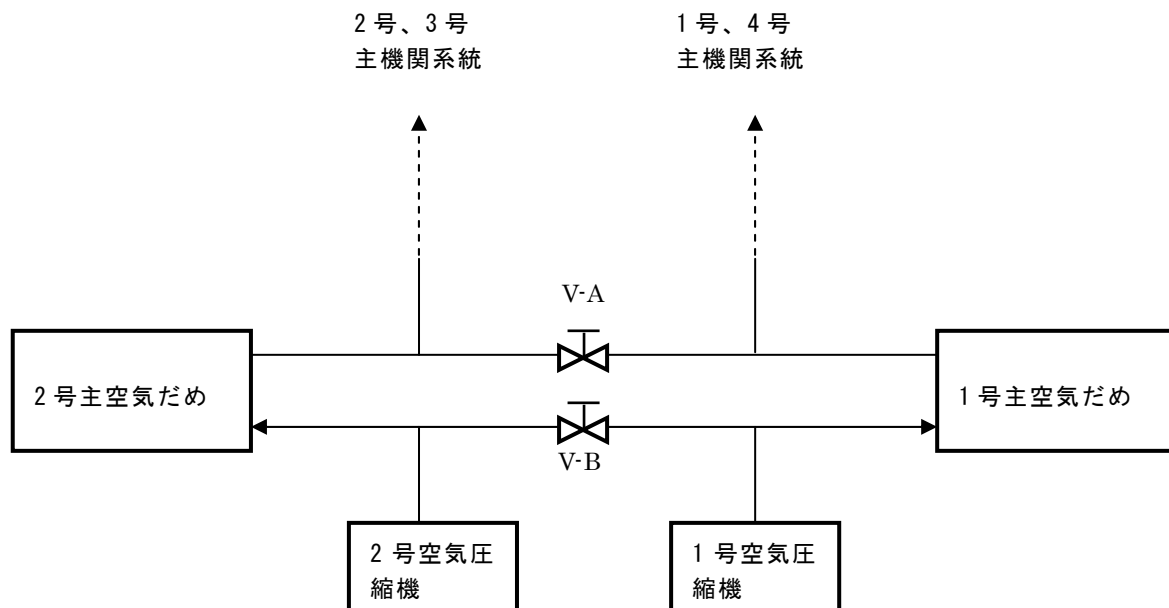 2号、3号
主機関系統
1号、4号
主機関系統
V-A
2号主空気だめ
1号主空気だめ
V-B
2号空気圧
縮機
1号空気圧
縮機